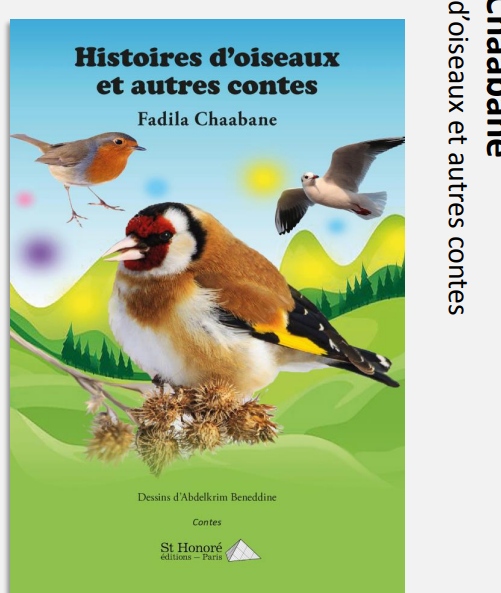 Histoires d’oiseaux
et autres contes
Fadila Chaabane
Dessins d’Abdelkrim Beneddine
Contes
St Honoré
éditions – Paris
Chaabane
d’oiseaux et autres contes